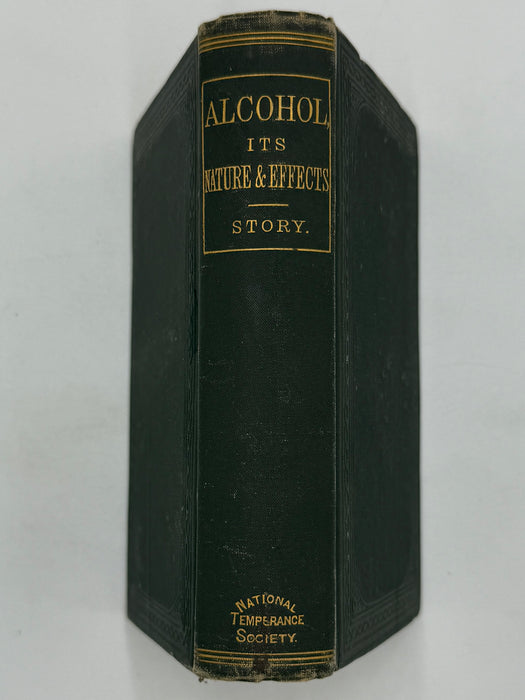 ALCOHOL,
ITS
NATURE & EFFECTS
STORY.
NATIONAL
TEMPERANCE
SOCIETY.